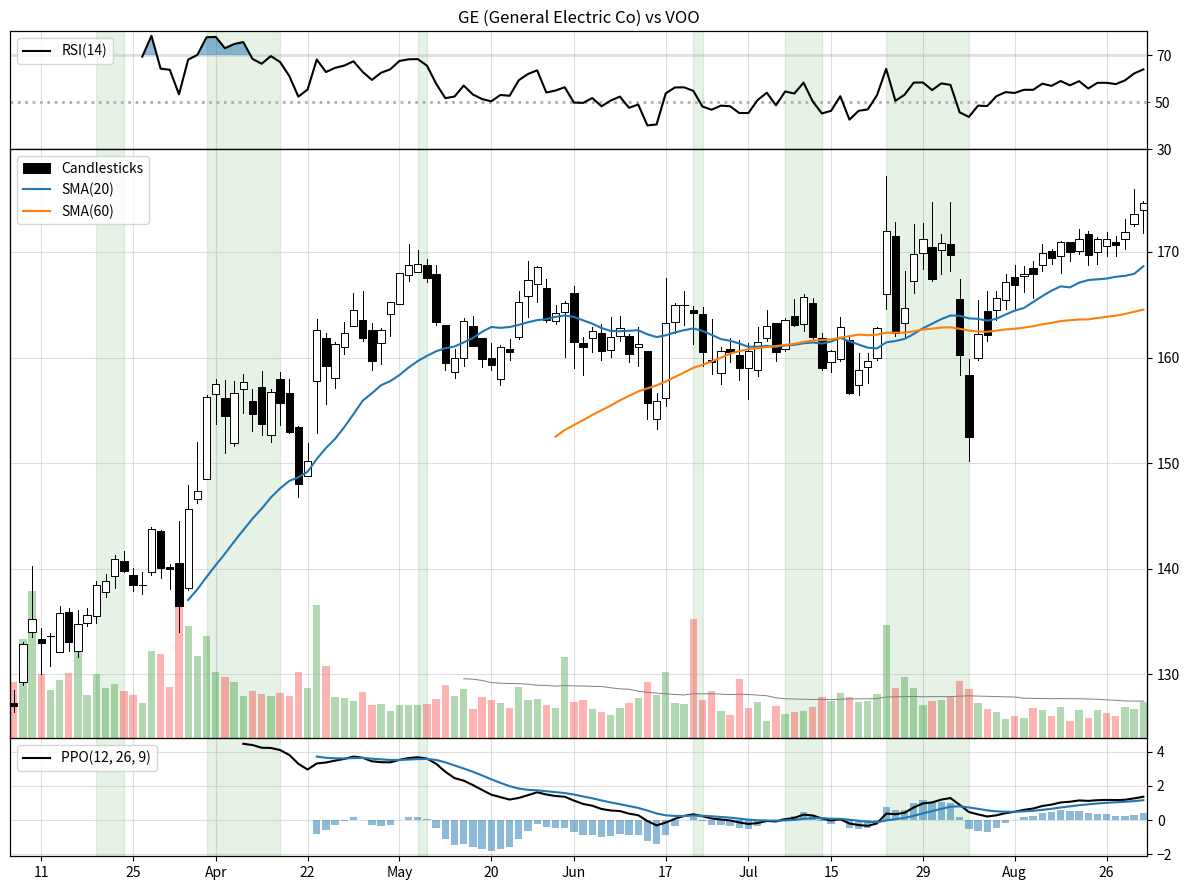 GE (General Electric Co) vs VOO
RSI(14)
70
50
30
Candlesticks
SMA(20)
SMA(60)
170
160
150
140
130
PPO(12, 26, 9)
4
2
0
−2
11 25 Apr 22 May 20 Jun 17 Jul 15 29 Aug 26